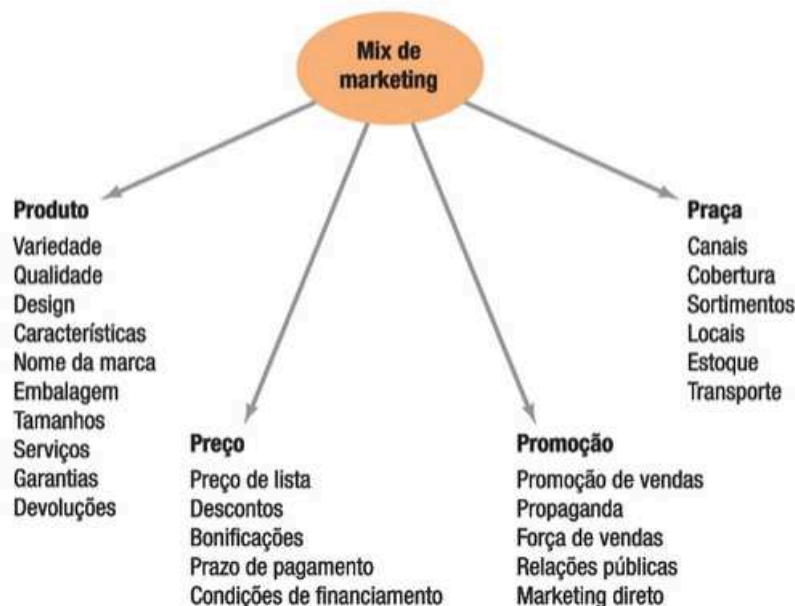 Mix de
marketing
Produto
Variedade
Qualidade
Design
Características
Nome da marca
Embalagem
Tamanhos
Serviços
Garantias
Devoluções
Preço
Preço de lista
Descontos
Bonificações
Prazo de pagamento
Condições de financiamento
Promoção
Promoção de vendas
Propaganda
Força de vendas
Relações públicas
Marketing direto
Praça
Canais
Cobertura
Sortimentos
Locais
Estoque
Transporte